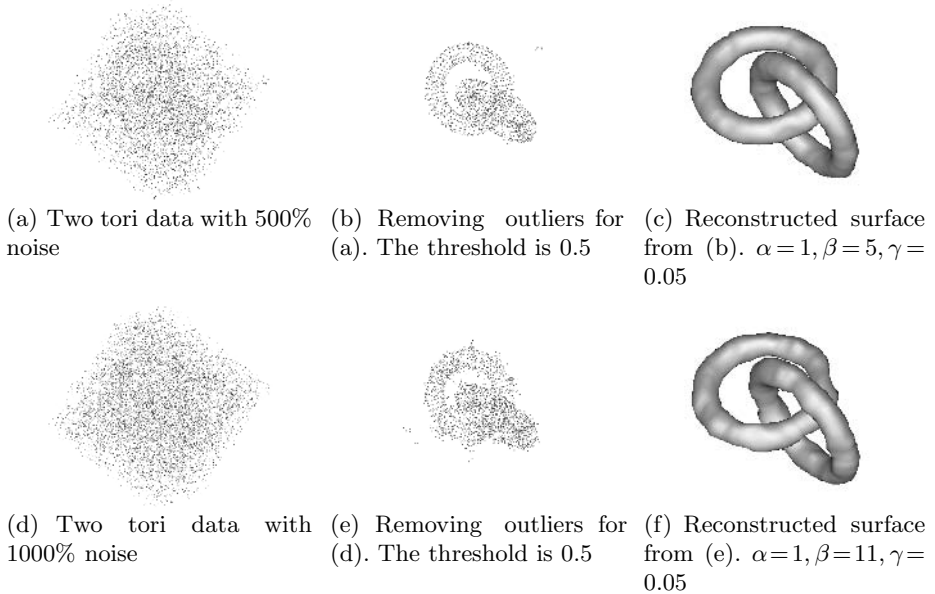 (a) Two tori data with 500%
noise
(b) Removing outliers for
(a). The threshold is 0.5
(c) Reconstructed surface
from (b). α=1, β=5, γ=
0.05
(d) Two tori data with
1000% noise
(e) Removing outliers for
(d). The threshold is 0.5
(f) Reconstructed surface
from (e). α=1, β=11, γ=
0.05